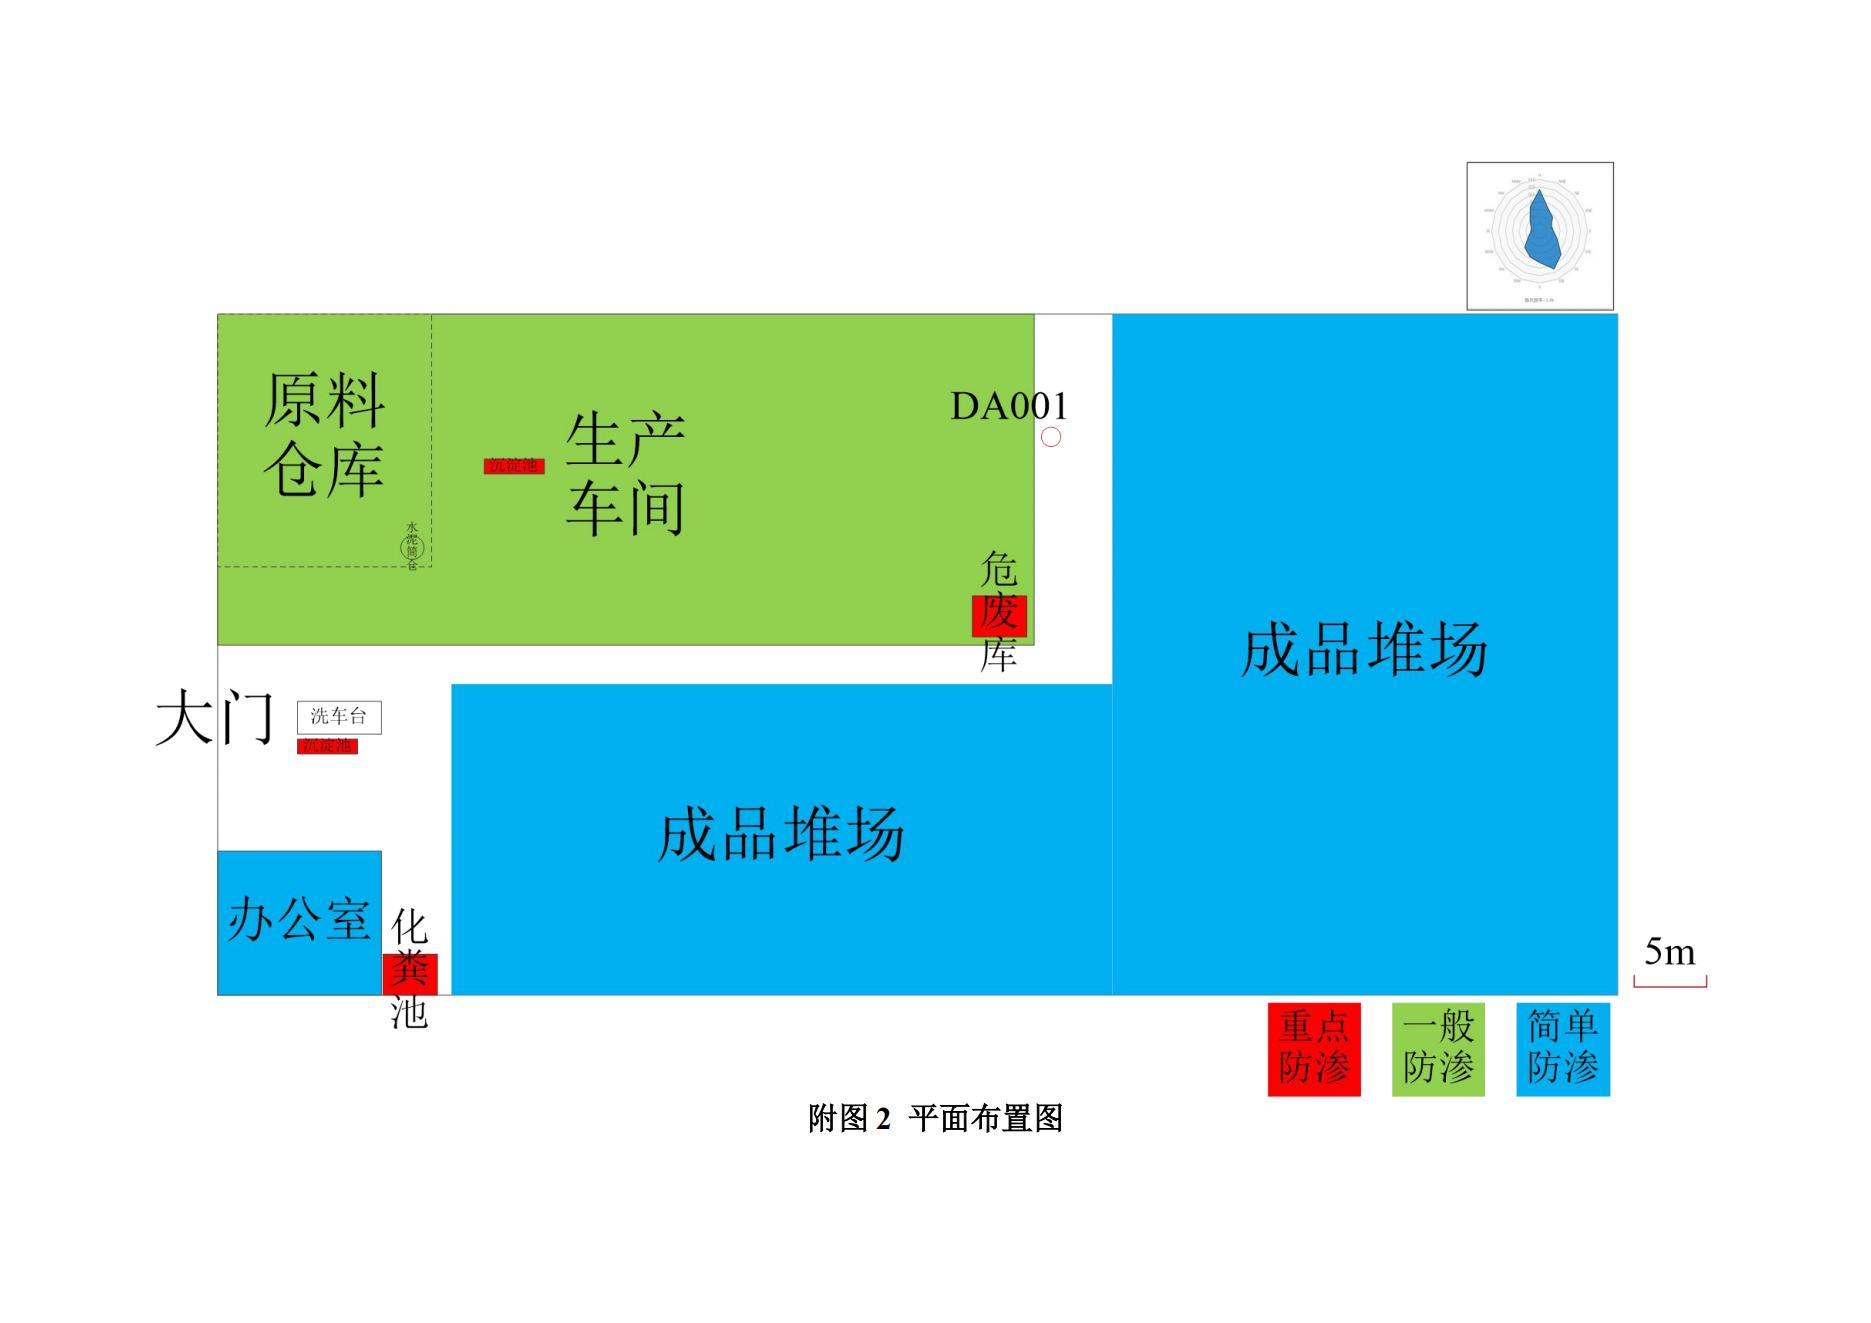 原料
仓库
水
泥
筒
仓
沉淀池
生产
车间
DA001
危
废
库
成品堆场
大门
洗车台
沉淀池
成品堆场
办公室
化
粪
池
5m
重点
防渗
一般
防渗
简单
防渗
附图 2 平面布置图